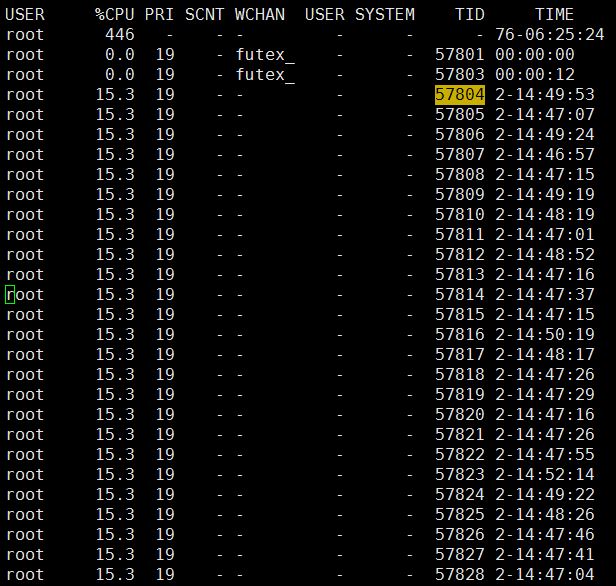 USER     %CPU PRI SCNT WCHAN  USER SYSTEM    TID     TIME
root      446   -    - -         -      -      - 76-06:25:24
root      0.0  19    - futex_    -      -  57801 00:00:00
root      0.0  19    - futex_    -      -  57803 00:00:12
root     15.3  19    - -         -      -  57804 2-14:49:53
root     15.3  19    - -         -      -  57805 2-14:47:07
root     15.3  19    - -         -      -  57806 2-14:49:24
root     15.3  19    - -         -      -  57807 2-14:46:57
root     15.3  19    - -         -      -  57808 2-14:47:15
root     15.3  19    - -         -      -  57809 2-14:49:19
root     15.3  19    - -         -      -  57810 2-14:48:19
root     15.3  19    - -         -      -  57811 2-14:47:01
root     15.3  19    - -         -      -  57812 2-14:48:52
root     15.3  19    - -         -      -  57813 2-14:47:16
root     15.3  19    - -         -      -  57814 2-14:47:37
root     15.3  19    - -         -      -  57815 2-14:47:15
root     15.3  19    - -         -      -  57816 2-14:50:19
root     15.3  19    - -         -      -  57817 2-14:48:17
root     15.3  19    - -         -      -  57818 2-14:47:26
root     15.3  19    - -         -      -  57819 2-14:47:29
root     15.3  19    - -         -      -  57820 2-14:47:16
root     15.3  19    - -         -      -  57821 2-14:47:26
root     15.3  19    - -         -      -  57822 2-14:47:55
root     15.3  19    - -         -      -  57823 2-14:52:14
root     15.3  19    - -         -      -  57824 2-14:49:22
root     15.3  19    - -         -      -  57825 2-14:48:26
root     15.3  19    - -         -      -  57826 2-14:47:46
root     15.3  19    - -         -      -  57827 2-14:47:41
root     15.3  19    - -         -      -  57828 2-14:47:04